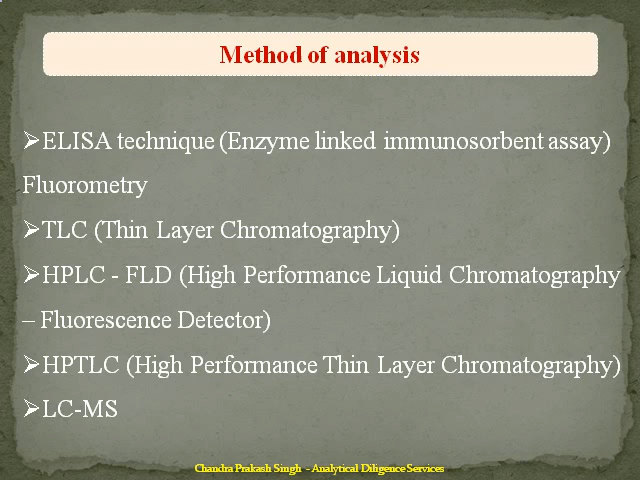 Method of analysis
➢ELISA technique (Enzyme linked immunosorbent assay)
Fluorometry
➢TLC (Thin Layer Chromatography)
➢HPLC - FLD (High Performance Liquid Chromatography
– Fluorescence Detector)
➢HPTLC (High Performance Thin Layer Chromatography)
➢LC-MS
Chandra Prakash Singh - Analytical Diligence Services